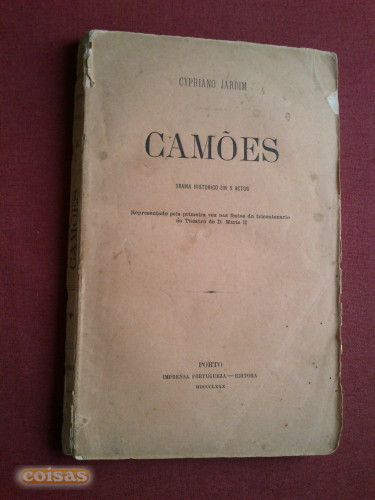 CYPRIANO JARDIM
CAMÕES
DRAMA HISTORICO EM 5 ACTOS
Representado pela primeira vez nas festas do tricentenario
no Theatro de D. Maria II
PORTO
IMPRENSA PORTUGUEZA—EDITORA
MDCCCLXXX
CAMÕES
coisas